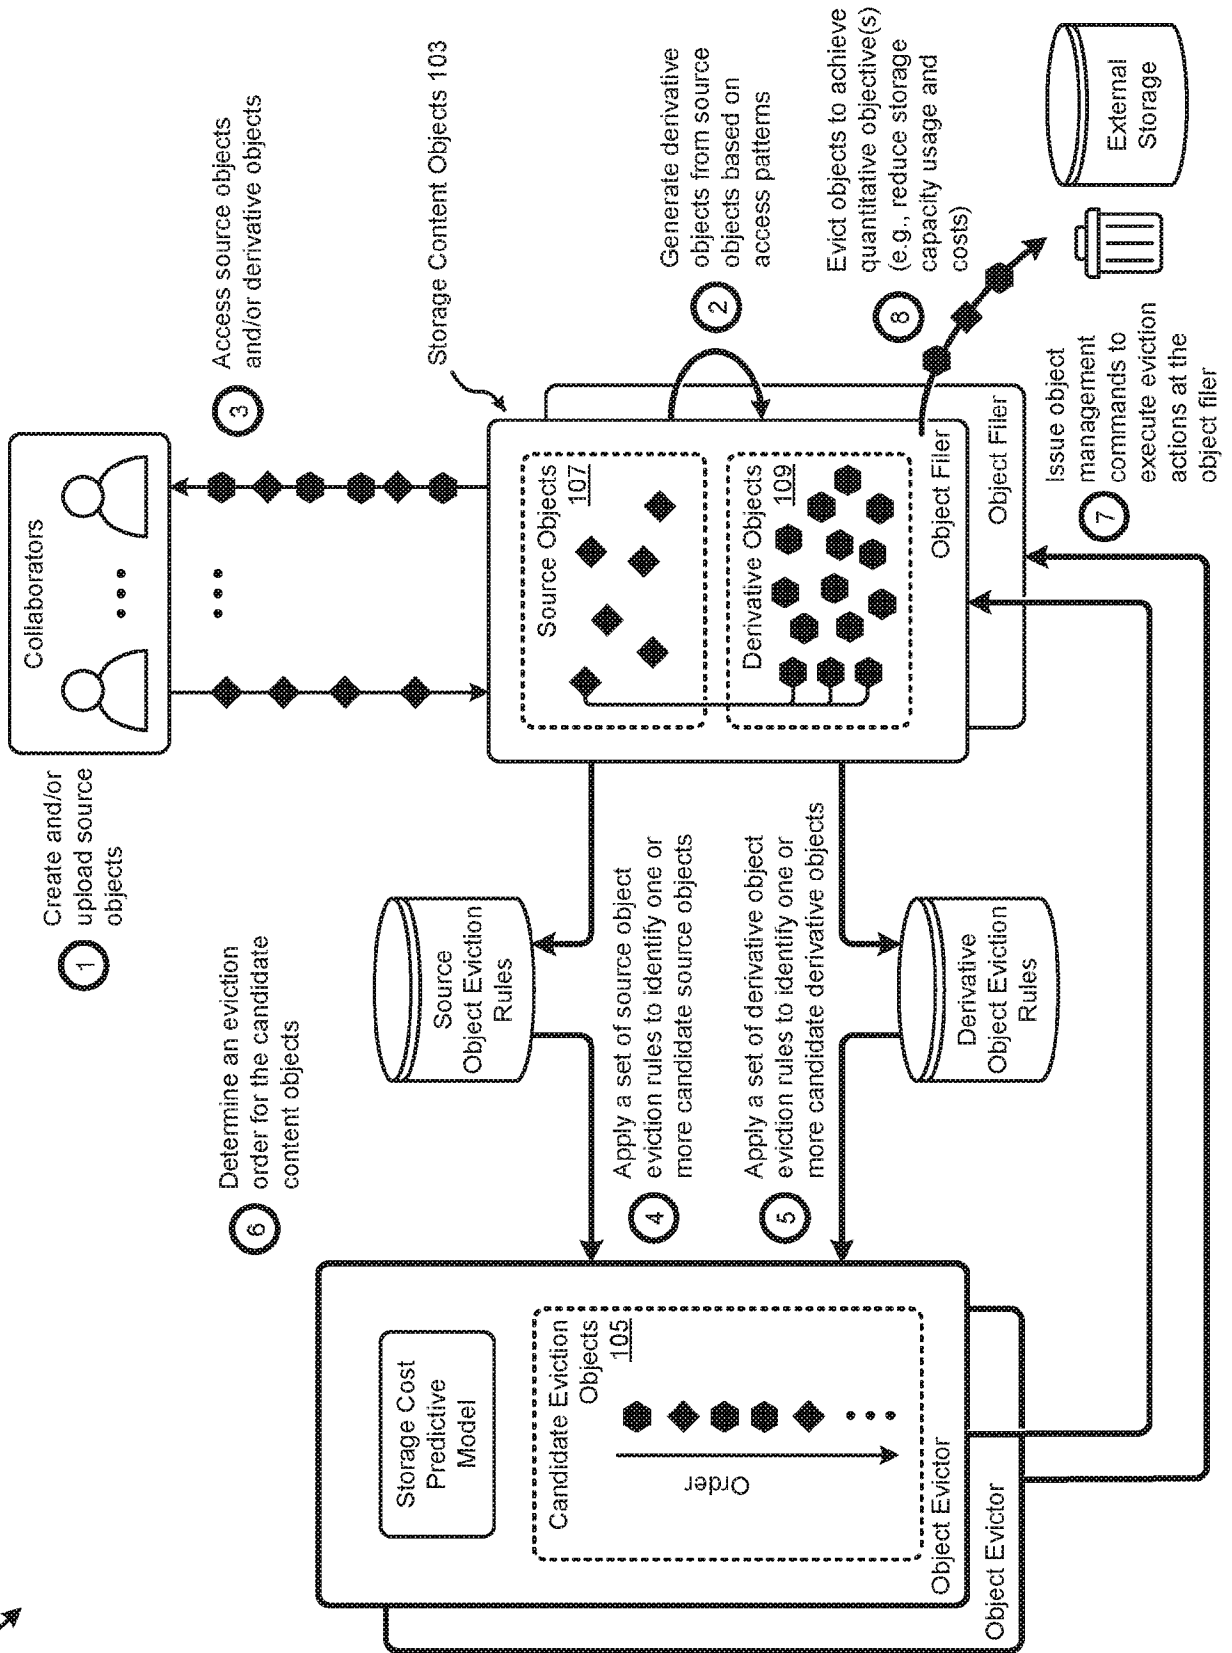 Collaborators
1
Create and/or
upload source
objects
3
Access source objects
and/or derivative objects
6
Determine an eviction
order for the candidate
content objects
Storage Content Objects 103
Storage Cost
Predictive
Model
Source
Object Eviction
Rules
Source Objects
107
2
Generate derivative
objects from source
objects based on
access patterns
Candidate Eviction
Objects
105
Order
4
Apply a set of source object
eviction rules to identify one or
more candidate source objects
5
Apply a set of derivative object
eviction rules to identify one or
more candidate derivative objects
Derivative Objects
109
8
Evict objects to achieve
quantitative objective(s)
(e.g., reduce storage
capacity usage and
costs)
Object Evictor
Object Evictor
Derivative
Object Eviction
Rules
Object Filer
Object Filer
7
Issue object
management
commands to
execute eviction
actions at the
object filer
External
Storage